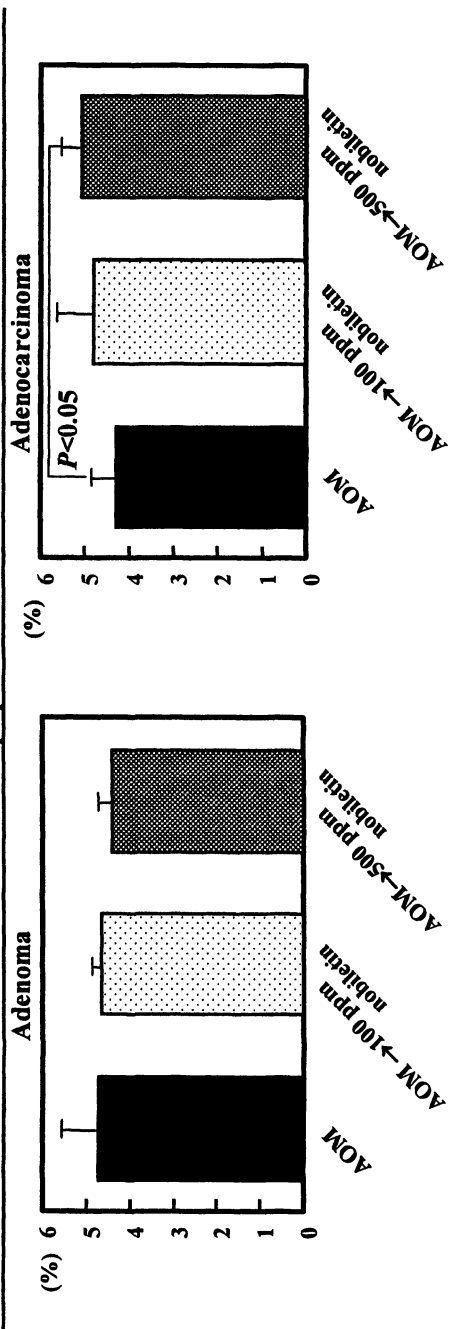 Adenoma
(%)
6
5
4
3
2
1
0
AOM
AOM→100 ppm
nobiletin
AOM→500 ppm
nobiletin
Adenocarcinoma
(%)
6
5
4
3
2
1
0
P<0.05
AOM
AOM→100 ppm
nobiletin
AOM→500 ppm
nobiletin